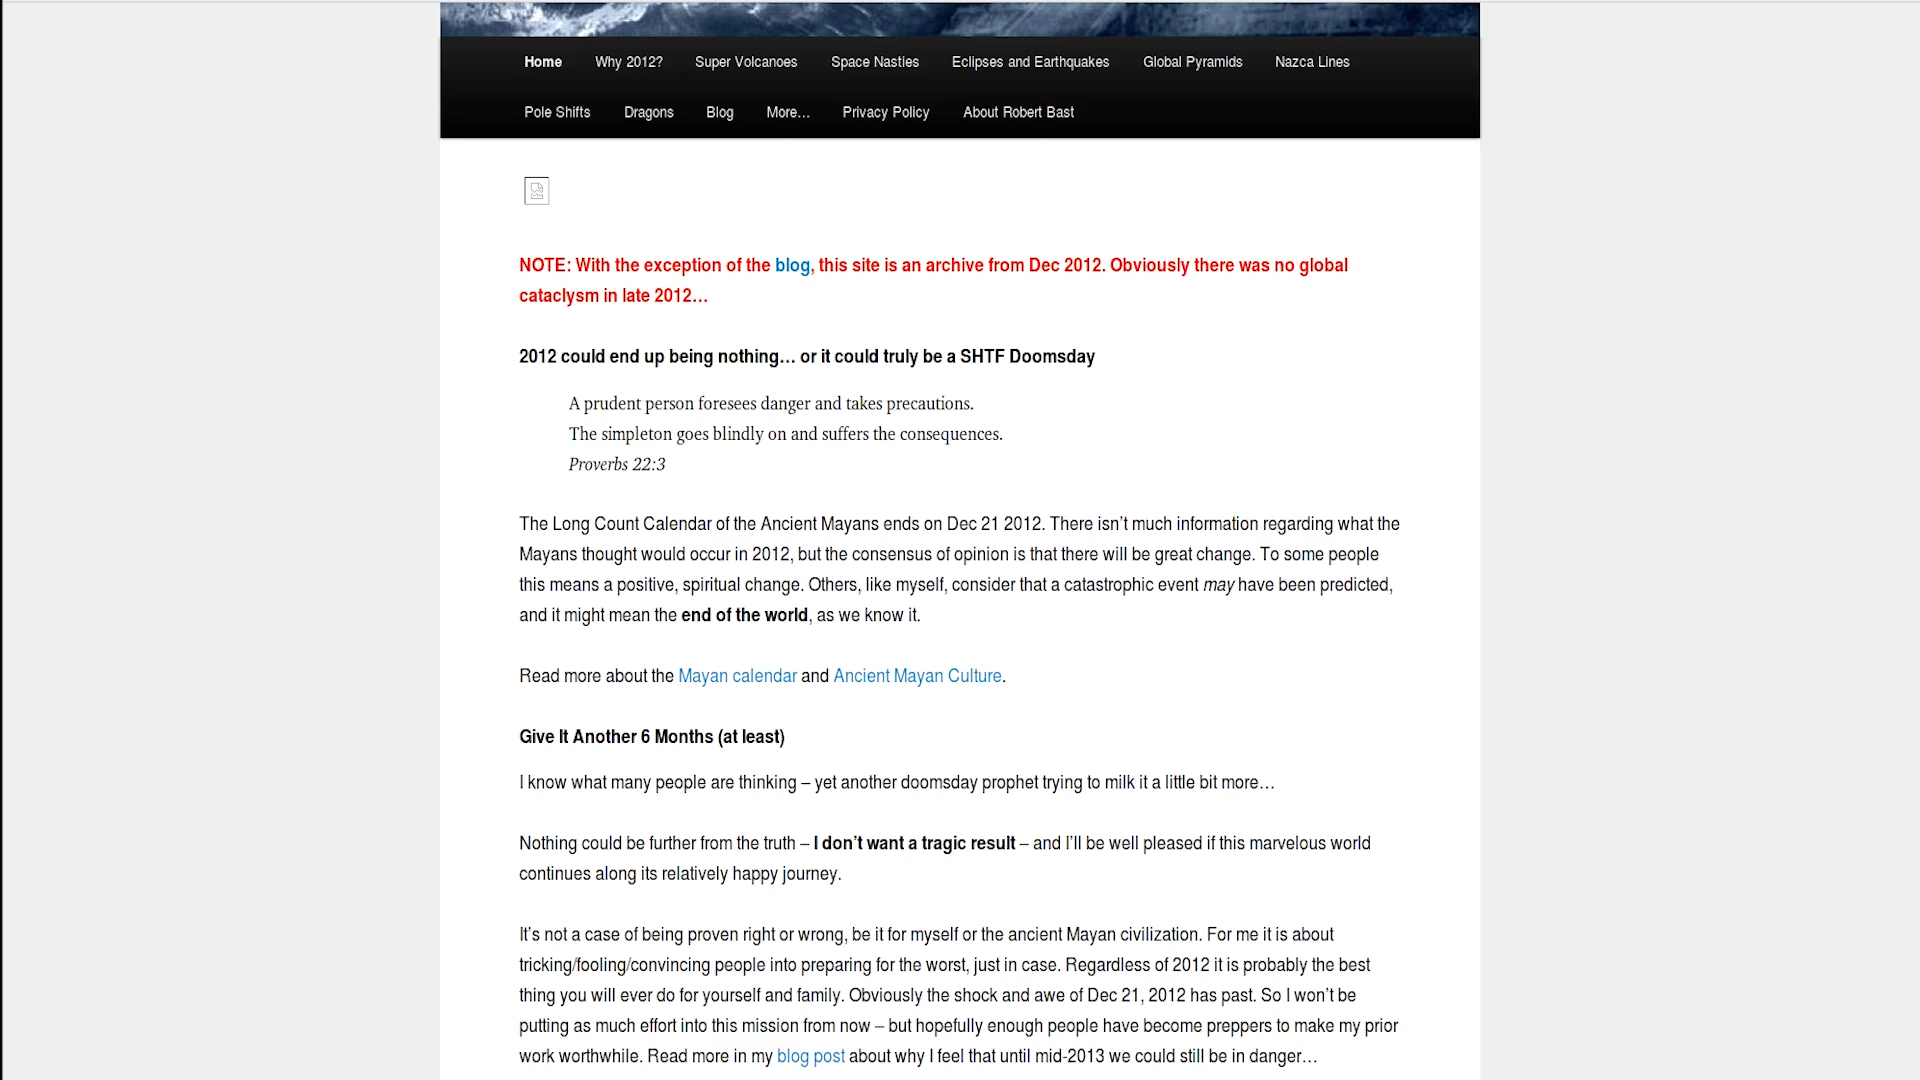 Home Why 2012? Super Volcanoes Space Nasties Eclipses and Earthquakes Global Pyramids Nazca Lines
Pole Shifts Dragons Blog More… Privacy Policy About Robert Bast
NOTE: With the exception of the blog, this site is an archive from Dec 2012. Obviously there was no global
cataclysm in late 2012…
2012 could end up being nothing… or it could truly be a SHTF Doomsday
A prudent person foresees danger and takes precautions.
The simpleton goes blindly on and suffers the consequences.
Proverbs 22:3
The Long Count Calendar of the Ancient Mayans ends on Dec 21 2012. There isn’t much information regarding what the
Mayans thought would occur in 2012, but the consensus of opinion is that there will be great change. To some people
this means a positive, spiritual change. Others, like myself, consider that a catastrophic event may have been predicted,
and it might mean the end of the world, as we know it.
Read more about the Mayan calendar and Ancient Mayan Culture.
Give It Another 6 Months (at least)
I know what many people are thinking – yet another doomsday prophet trying to milk it a little bit more…
Nothing could be further from the truth – I don’t want a tragic result – and I’ll be well pleased if this marvelous world
continues along its relatively happy journey.
It’s not a case of being proven right or wrong, be it for myself or the ancient Mayan civilization. For me it is about
tricking/fooling/convincing people into preparing for the worst, just in case. Regardless of 2012 it is probably the best
thing you will ever do for yourself and family. Obviously the shock and awe of Dec 21, 2012 has past. So I won’t be
putting as much effort into this mission from now – but hopefully enough people have become preppers to make my prior
work worthwhile. Read more in my blog post about why I feel that until mid-2013 we could still be in danger…